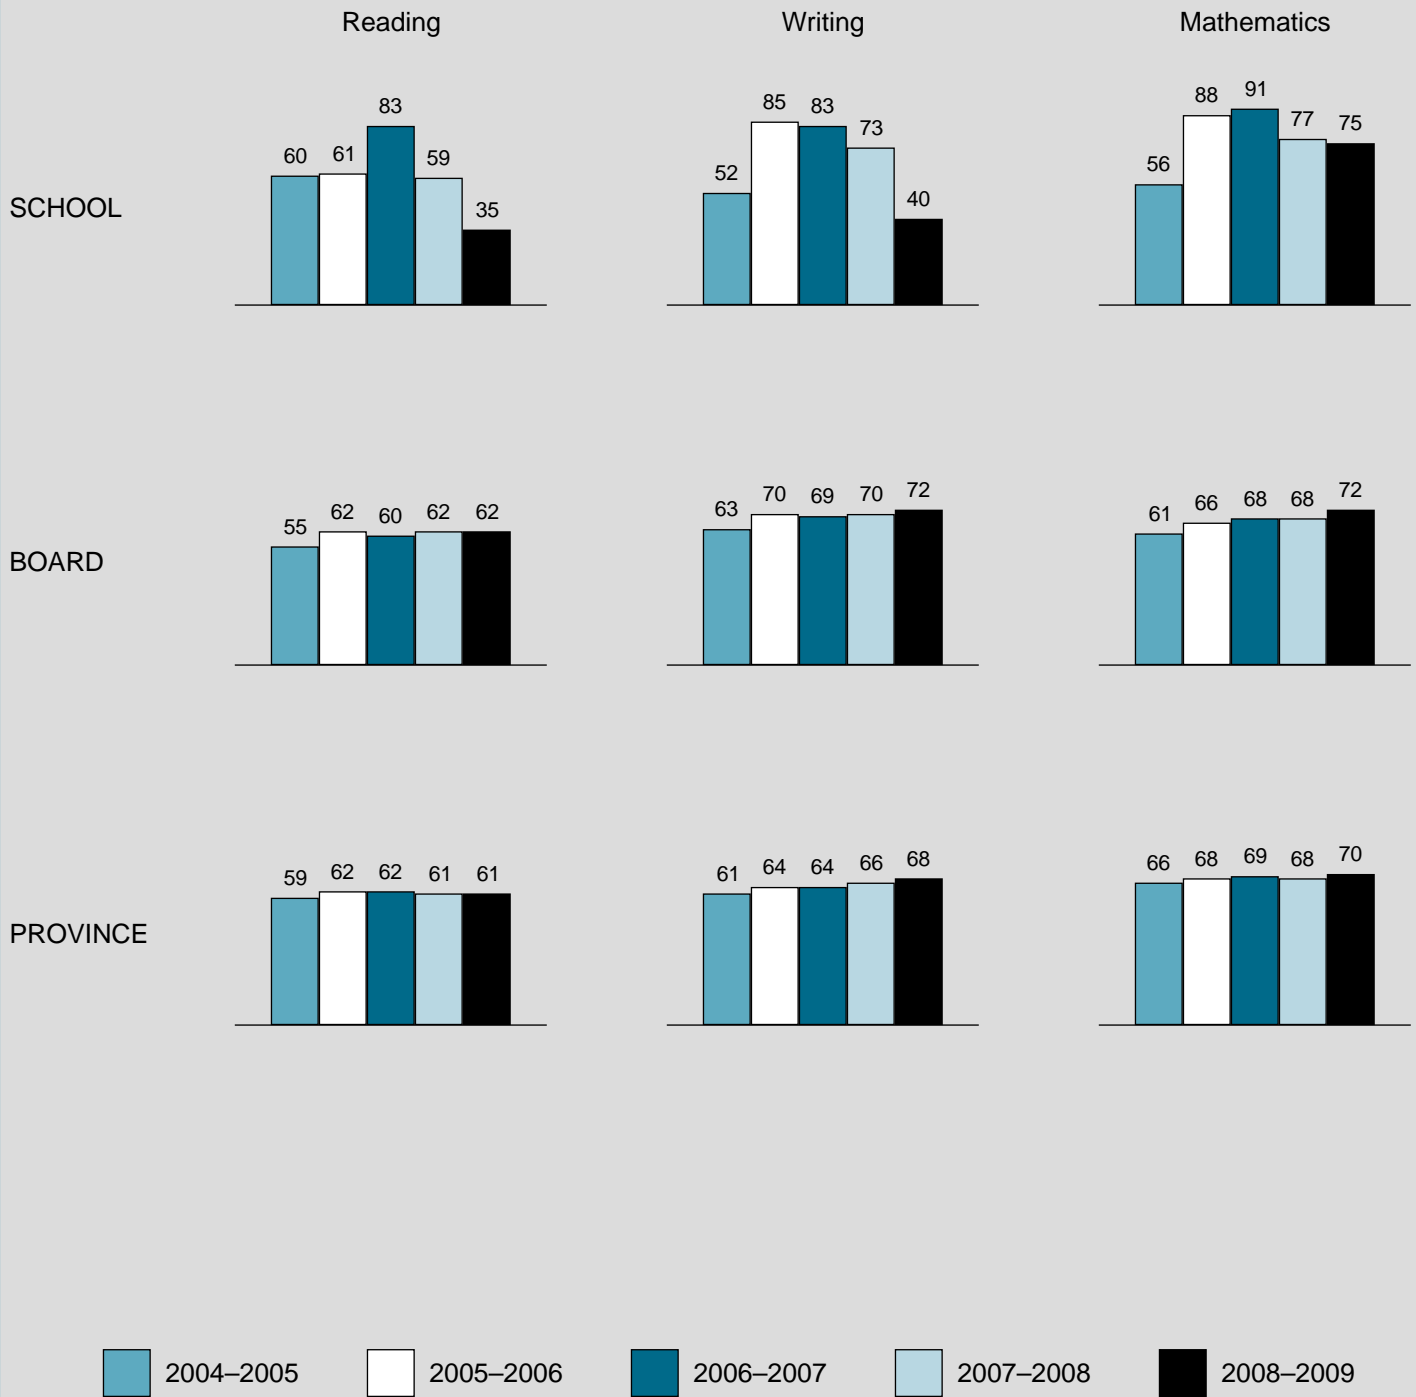 Reading Writing Mathematics
SCHOOL
60 61 83 59 35
52 85 83 73 40
56 88 91 77 75
BOARD
55 62 60 62 62
63 70 69 70 72
61 66 68 68 72
PROVINCE
59 62 62 61 61
61 64 64 66 68
66 68 69 68 70
2004–2005 2005–2006 2006–2007 2007–2008 2008–2009